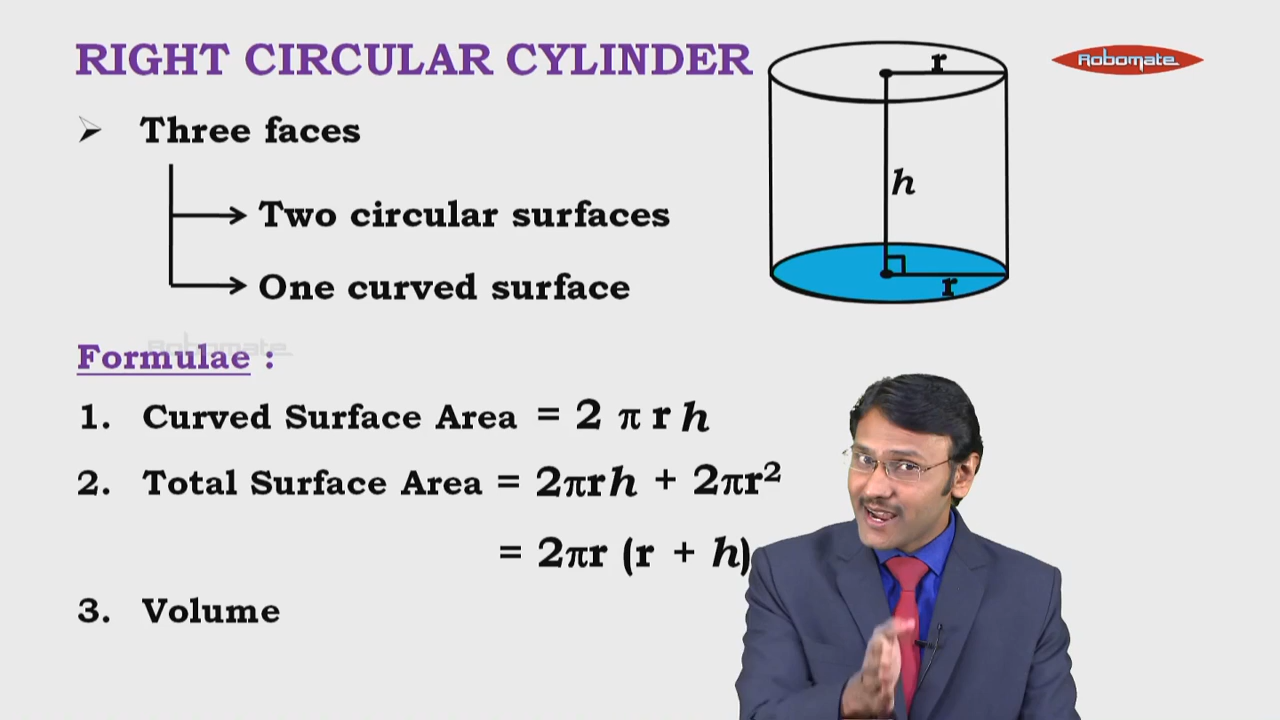 RIGHT CIRCULAR CYLINDER
r
Robomate
➢ Three faces
h
Two circular surfaces
One curved surface
r
Robomate
Formulae :
1. Curved Surface Area = 2 π r h
2. Total Surface Area = 2πrh + 2πr²
= 2πr (r + h)
3. Volume